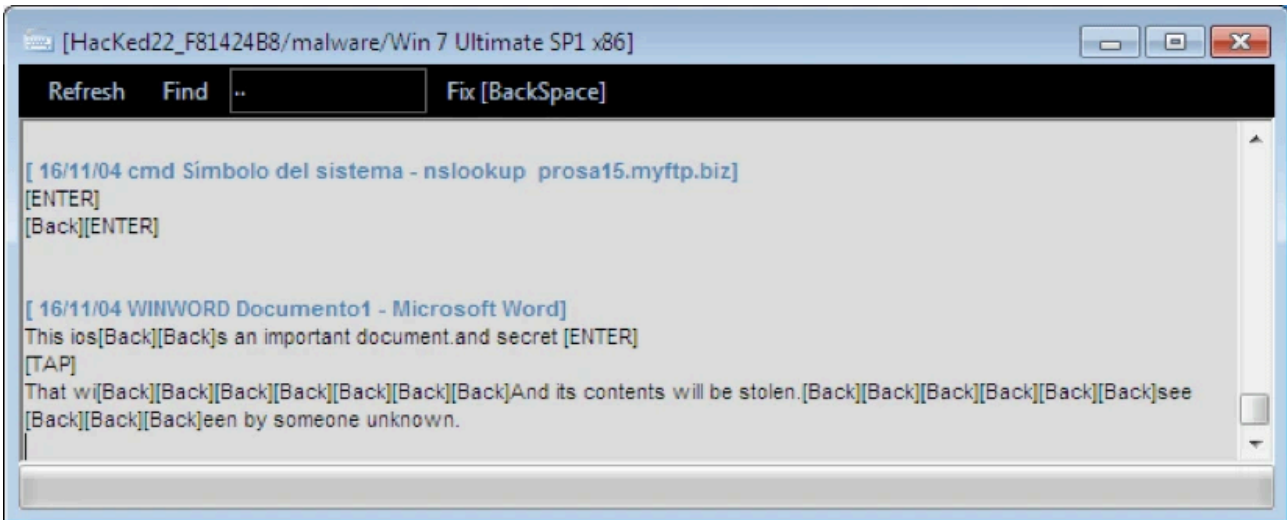 [HacKed22_F81424B8/malware/Win 7 Ultimate SP1 x86]
Refresh Find .. Fix [BackSpace]
[ 16/11/04 cmd Símbolo del sistema - nslookup  prosa15.myftp.biz]
[ENTER]
[Back][ENTER]
[ 16/11/04 WINWORD Documento1 - Microsoft Word]
This ios[Back][Back]s an important document.and secret [ENTER]
[TAP]
That wi[Back][Back][Back][Back][Back][Back][Back]And its contents will be stolen.[Back][Back][Back][Back][Back][Back]see
[Back][Back][Back]een by someone unknown.